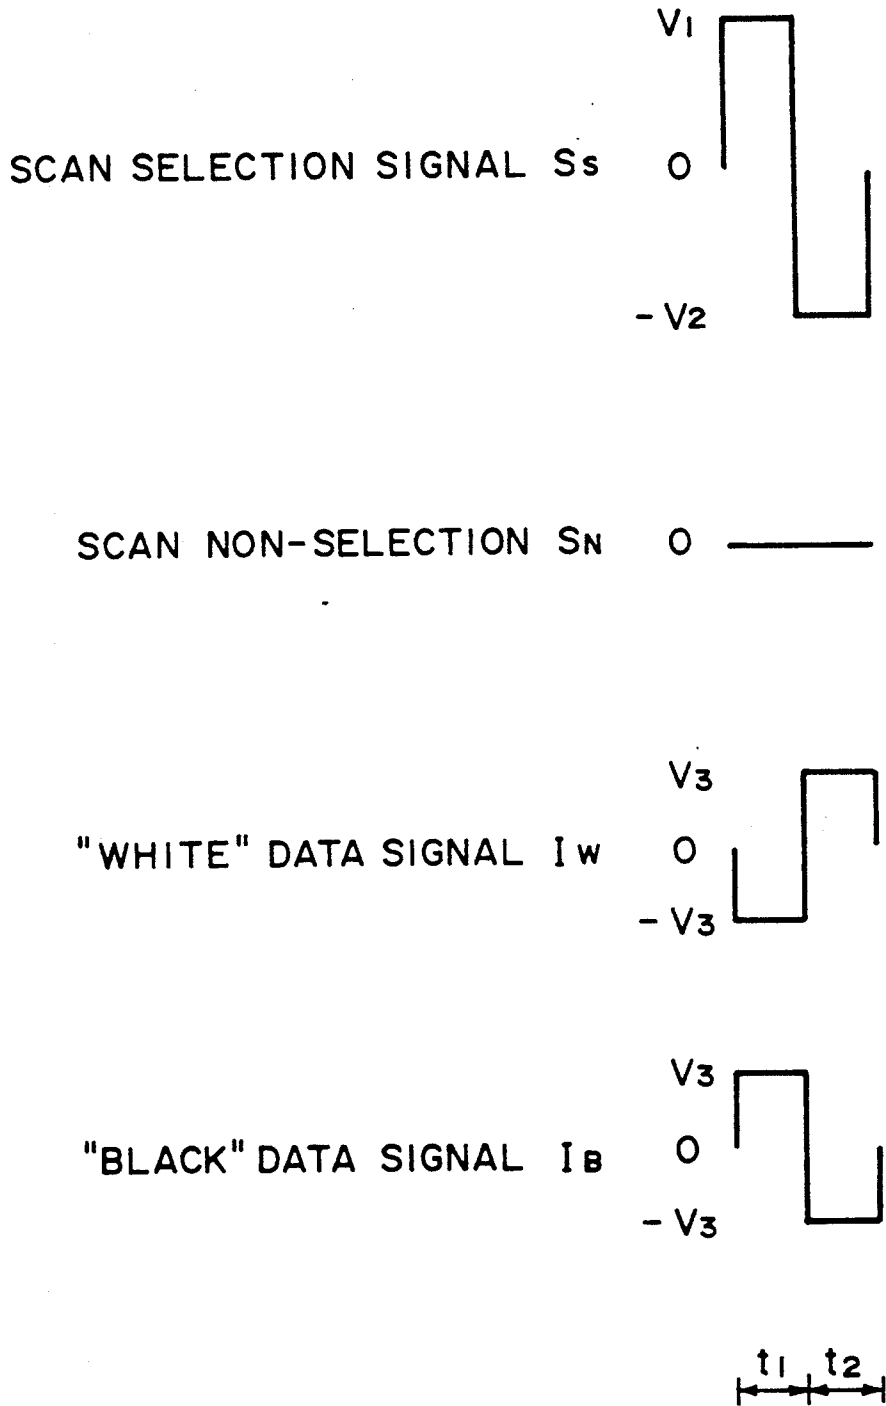 V1
SCAN SELECTION SIGNAL Ss 0
-V2
SCAN NON-SELECTION SN 0
V3
"WHITE" DATA SIGNAL IW 0
-V3
V3
"BLACK" DATA SIGNAL IB 0
-V3
t1 t2